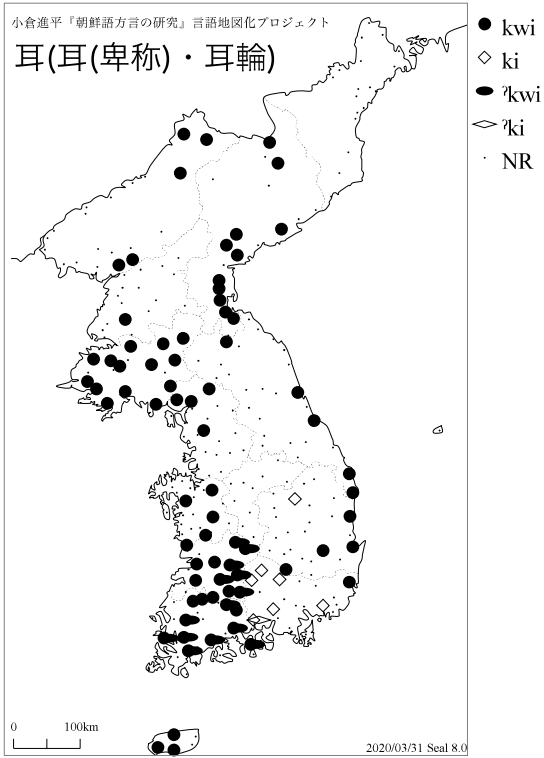 小倉進平『朝鮮語方言の研究』言語地図化プロジェクト
耳(耳(卑称)・耳輪)
kwi
ki
ˀkwi
ˀki
NR
0 100km
2020/03/31 Seal 8.0